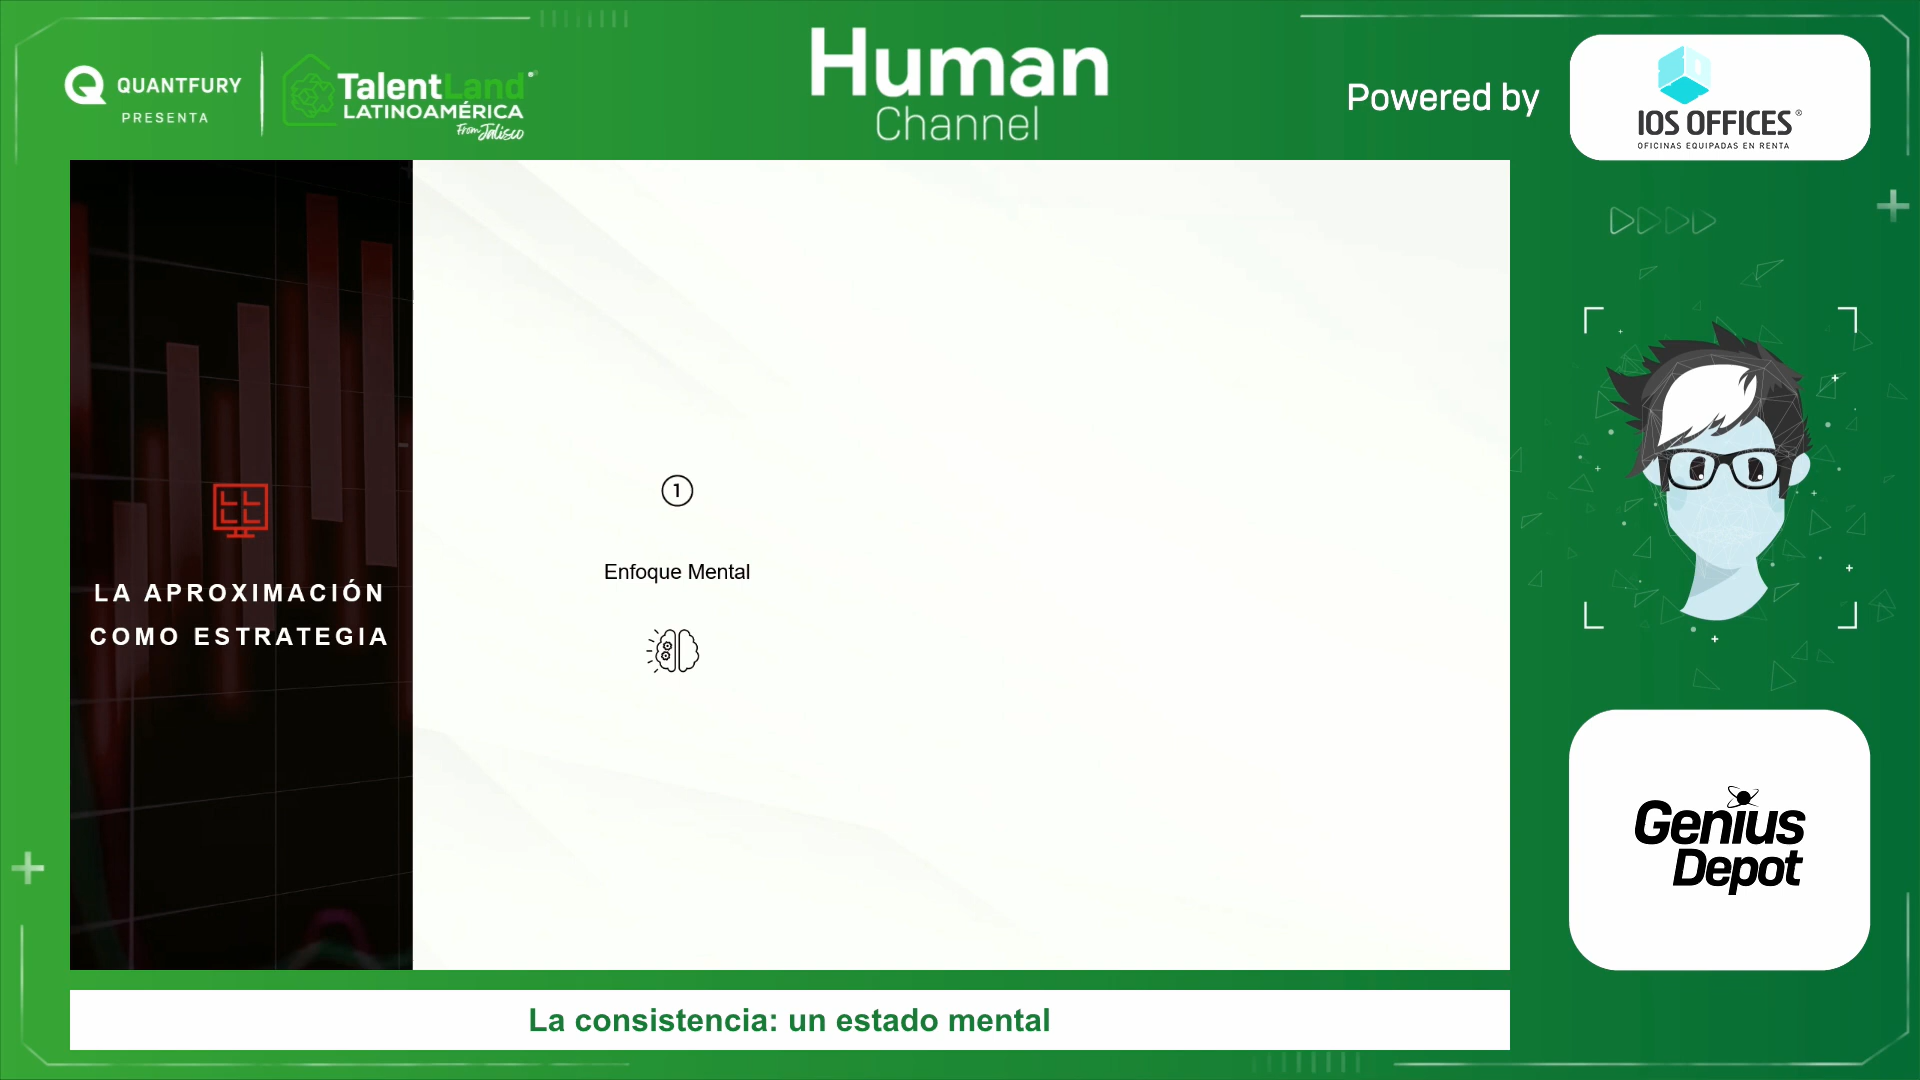 QUANTFURY
PRESENTA
TalentLand
LATINOAMÉRICA
From Jalisco
Human
Channel
Powered by
IOS OFFICES®
OFICINAS EQUIPADAS EN RENTA
LA APROXIMACIÓN
COMO ESTRATEGIA
1
Enfoque Mental
Genius
Depot
La consistencia: un estado mental